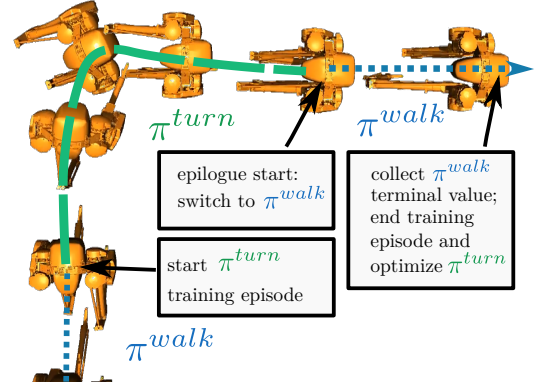 π^turn
π^walk
epilogue start:
switch to π^walk
collect π^walk
terminal value;
end training
episode and
optimize π^turn
start π^turn
training episode
π^walk